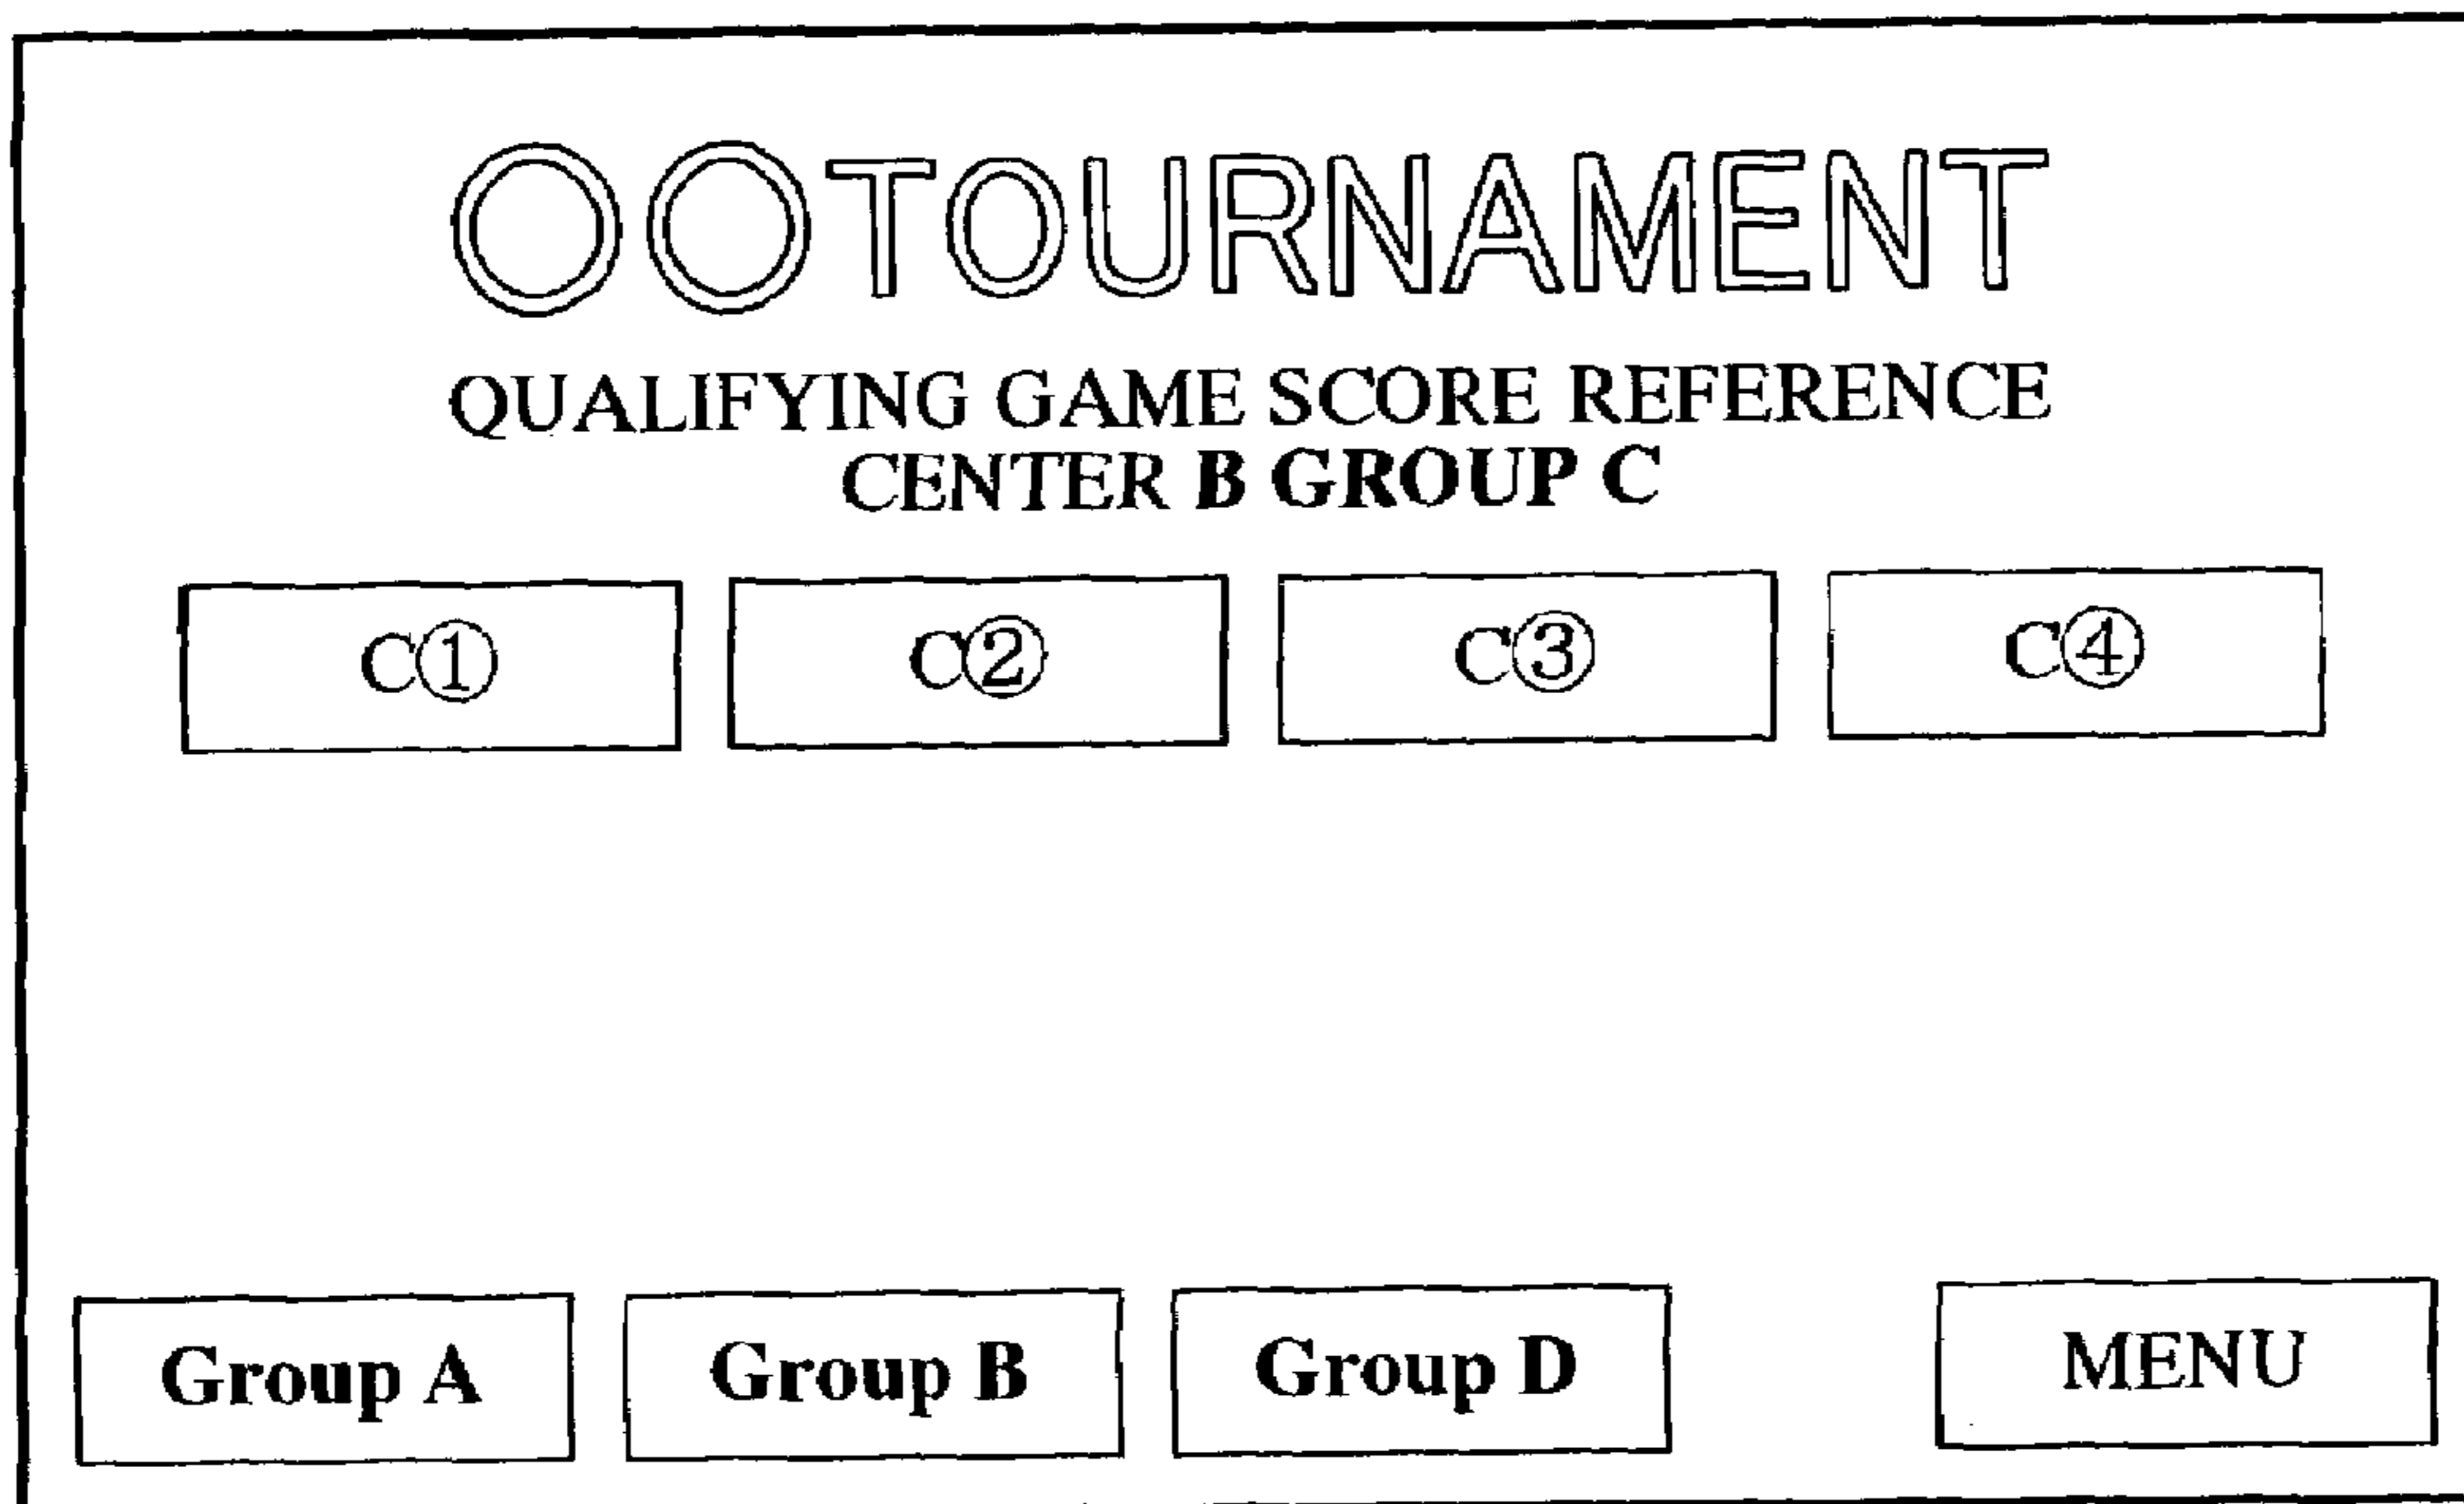 ○○TOURNAMENT
QUALIFYING GAME SCORE REFERENCE
CENTER B GROUP C
C① C② C③ C④
Group A Group B Group D MENU